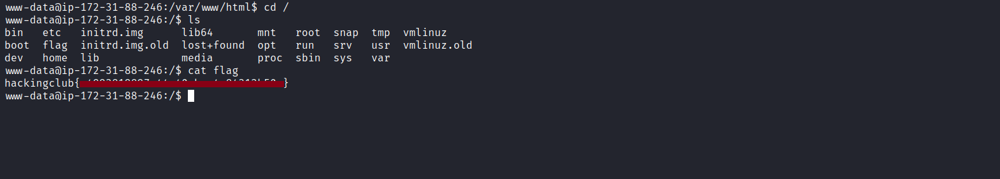 www-data@ip-172-31-88-246:/var/www/html$ cd /
www-data@ip-172-31-88-246:/$ ls
bin   etc   initrd.img      lib64       mnt   root  snap  tmp  vmlinuz
boot  flag  initrd.img.old  lost+found  opt   run   srv   usr  vmlinuz.old
dev   home  lib             media       proc  sbin  sys   var
www-data@ip-172-31-88-246:/$ cat flag
hackingclub{}
www-data@ip-172-31-88-246:/$